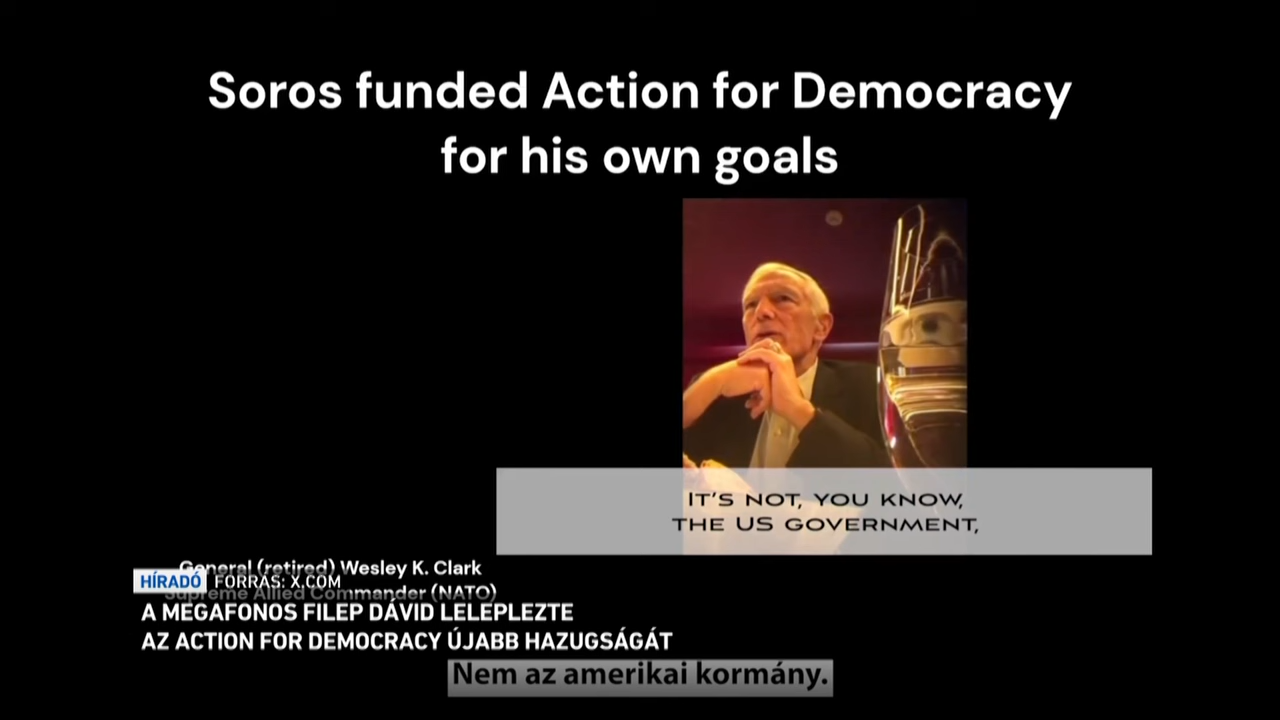 Soros funded Action for Democracy
for his own goals
IT'S NOT, YOU KNOW,
THE US GOVERNMENT,
General (retired) Wesley K. Clark
HÍRADÓ FORRÁS: X.COM
Supreme Allied Commander (NATO)
A MEGAFONOS FILEP DÁVID LELEPLEZTE
AZ ACTION FOR DEMOCRACY ÚJABB HAZUGSÁGÁT
Nem az amerikai kormány.